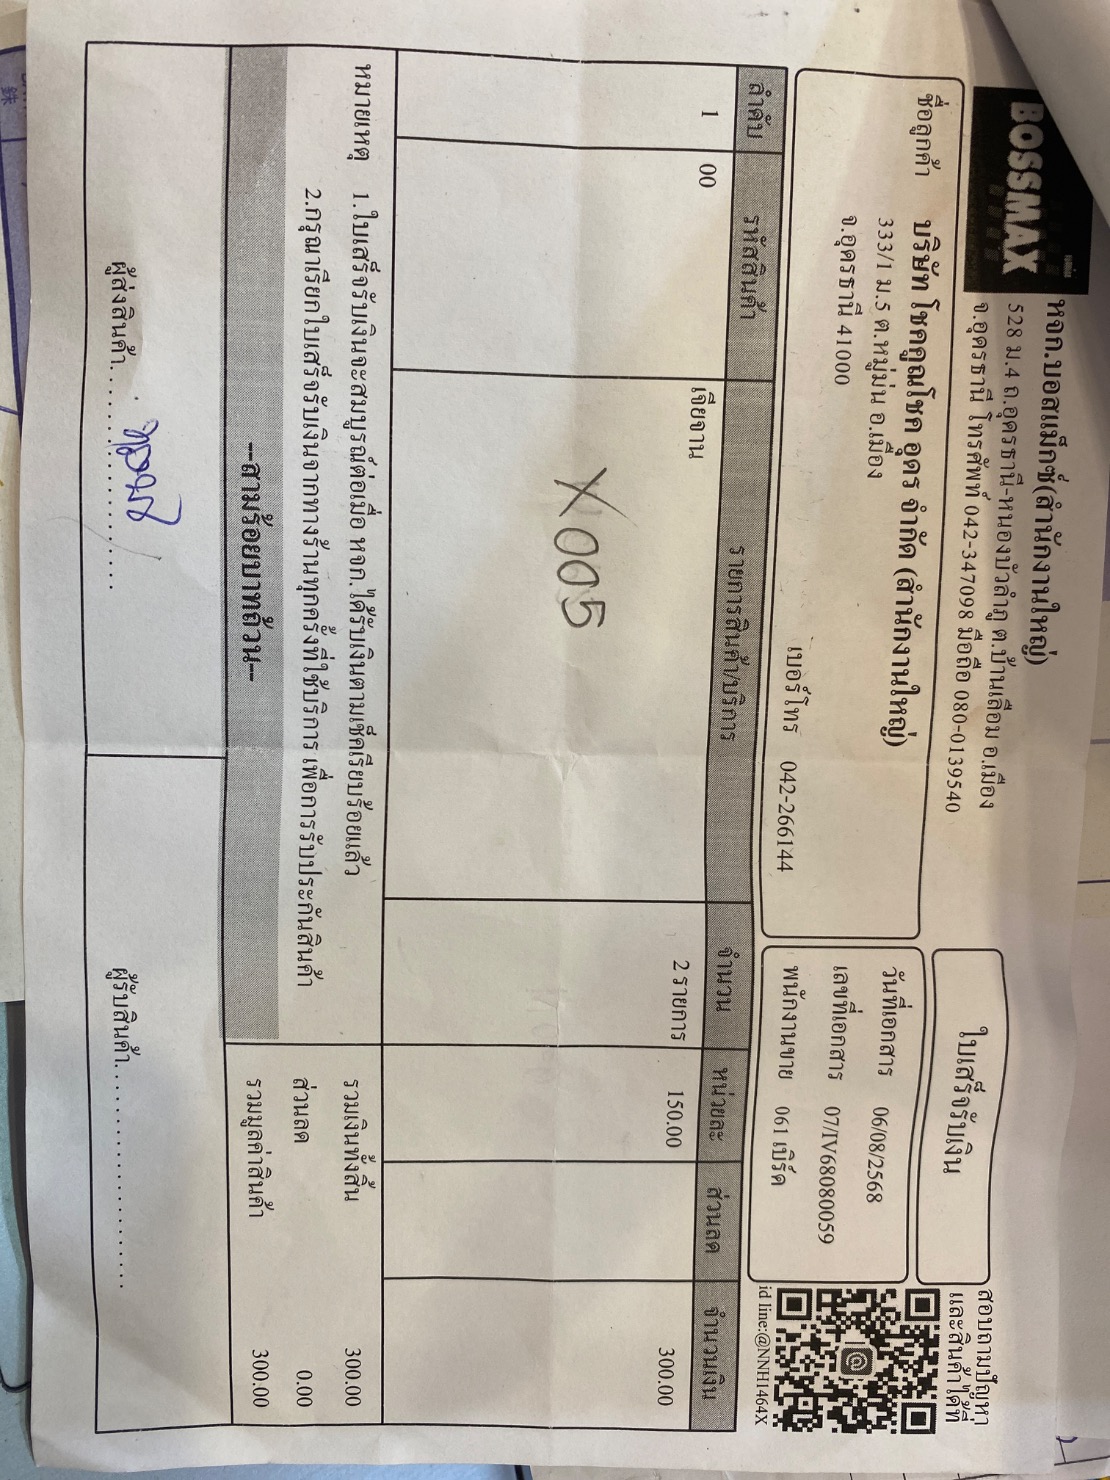 BOSSMAX
หจก.บอสแม็กซ์(สำนักงานใหญ่)
528 ม.4 ถ.อุดรธานี-หนองบัวลำภู ต.บ้านเลื่อม อ.เมือง
จ.อุดรธานี โทรศัพท์ 042-347098 มือถือ 080-0139540
ใบเสร็จรับเงิน
สอบถามปัญหา
และสินค้าได้ที่
id line:@NNH1464X
ชื่อลูกค้า บริษัท โชคคูณโชค อุดร จำกัด (สำนักงานใหญ่)
333/1 ม.5 ต.หมู่ม่น อ.เมือง
จ.อุดรธานี 41000
เบอร์โทร 042-266144
วันที่เอกสาร 06/08/2568
เลขที่เอกสาร 07/IV68080059
พนักงานขาย 061 เบิร์ด
ลำดับ รหัสสินค้า รายการสินค้า/บริการ จำนวน หน่วยละ ส่วนลด จำนวนเงิน
1 00 เจียจาน 2 รายการ 150.00 300.00
X005
หมายเหตุ 1.ใบเสร็จรับเงินจะสมบูรณ์ต่อเมื่อ หจก.ได้รับเงินตามเช็คเรียบร้อยแล้ว
2.กรุณาเรียกใบเสร็จรับเงินจากทางร้านทุกครั้งที่ใช้บริการ เพื่อการรับประกันสินค้า
รวมเงินทั้งสิ้น 300.00
ส่วนลด 0.00
รวมมูลค่าสินค้า 300.00
--สามร้อยบาทถ้วน--
ผู้ส่งสินค้า
ผู้รับสินค้า